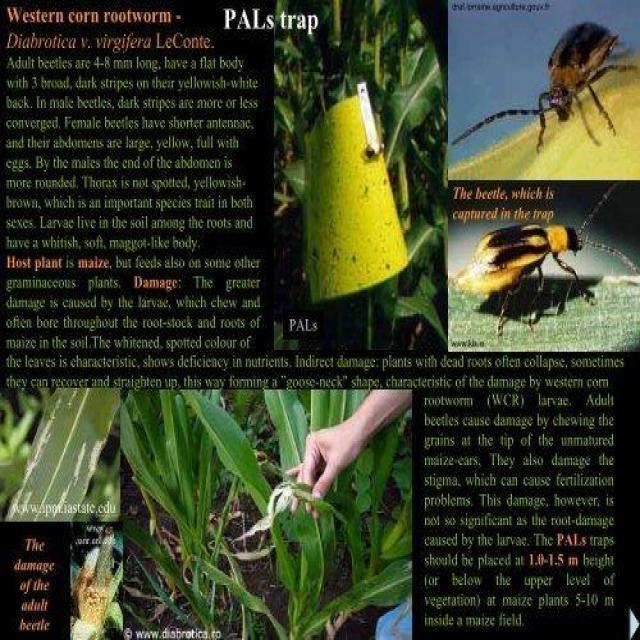 Western corn rootworm -
PALs trap
Diabrotica v. virgifera LeConte.
Adult beetles are 4-8 mm long, have a flat body
with 3 broad, dark stripes on their yellowish-white
back. In male beetles, dark stripes are more or less
converged. Female beetles have shorter antennae,
and their abdomens are large, yellow, full with
eggs. By the males the end of the abdomen is
more rounded. Thorax is not spotted, yellowish-
brown, which is an important species trait in both
sexes. Larvae live in the soil among the roots and
have a whitish, soft, maggot-like body.
Host plant is maize, but feeds also on some other
graminaceous plants. Damage: The greater
damage is caused by the larvae, which chew and
often bore throughout the root-stock and roots of
maize in the soil.The whitened, spotted colour of
the leaves is characteristic, shows deficiency in nutrients. Indirect damage: plants with dead roots often collapse, sometimes
they can recover and straighten up, this way forming a "goose-neck" shape, characteristic of the damage by western corn
rootworm (WCR) larvae. Adult
beetles cause damage by chewing the
grains at the tip of the unmatured
maize-ears. They also damage the
stigma, which can cause fertilization
problems. This damage, however, is
not so significant as the root-damage
caused by the larvae. The PALs traps
should be placed at 1.0-1.5 m height
(or below the upper level of
vegetation) at maize plants 5-10 m
inside a maize field.
PALs
draf.lorraine.agriculture.gouv.fr
The beetle, which is
captured in the trap
The
damage
of the
adult
beetle
© www.diabrotica.ro